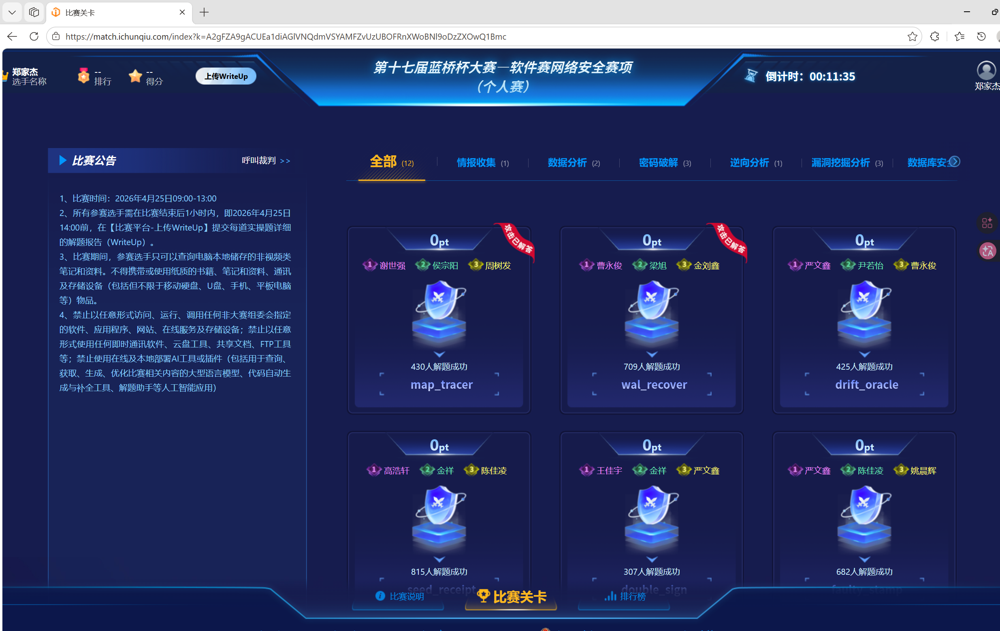 比赛关卡
https://match.ichunqiu.com/index?k=A2gFZA9gACUEa1diAGlVNQdmVSYAMFZvUzUBOFRnXWoBNl9oDzZXOwQ1Bmc
郑家杰
选手名称
--
排行
--
得分
上传WriteUp
第十七届蓝桥杯大赛—软件赛网络安全赛项
（个人赛）
倒计时：00:11:35
郑家杰
比赛公告
呼叫裁判 >>
1、比赛时间：2026年4月25日09:00-13:00
2、所有参赛选手需在比赛结束后1小时内，即2026年4月25日
14:00前，在【比赛平台-上传WriteUp】提交每道实操题详细
的解题报告（WriteUp）。
3、比赛期间，参赛选手只可以查询电脑本地储存的非视频类
笔记和资料。不得携带或使用纸质的书籍、笔记和资料、通讯
及存储设备（包括但不限于移动硬盘、U盘、手机、平板电脑
等）物品。
4、禁止以任意形式访问、运行、调用任何非大赛组委会指定
的软件、应用程序、网站、在线服务及存储设备；禁止以任意
形式使用任何即时通讯软件、云盘工具、共享文档、FTP工具
等；禁止使用在线及本地部署AI工具或插件（包括用于查询、
获取、生成、优化比赛相关内容的大型语言模型、代码自动生
成与补全工具、解题助手等人工智能应用）
全部 (12)
情报收集 (1)
数据分析 (2)
密码破解 (3)
逆向分析 (1)
漏洞挖掘分析 (3)
数据库安全
0pt
攻击已解答
1 谢世强 2 侯宗阳 3 周树发
430人解题成功
map_tracer
0pt
攻击已解答
1 曹永俊 2 梁旭 3 金刘鑫
709人解题成功
wal_recover
0pt
1 严文鑫 2 尹若怡 3 曹永俊
425人解题成功
drift_oracle
0pt
1 高浩轩 2 金祥 3 陈佳凌
815人解题成功
seed_receipt
0pt
1 王佳宇 2 金祥 3 严文鑫
307人解题成功
double_sign
0pt
1 严文鑫 2 陈佳凌 3 姚晨辉
682人解题成功
faulty_stamp
比赛说明
比赛关卡
排行榜